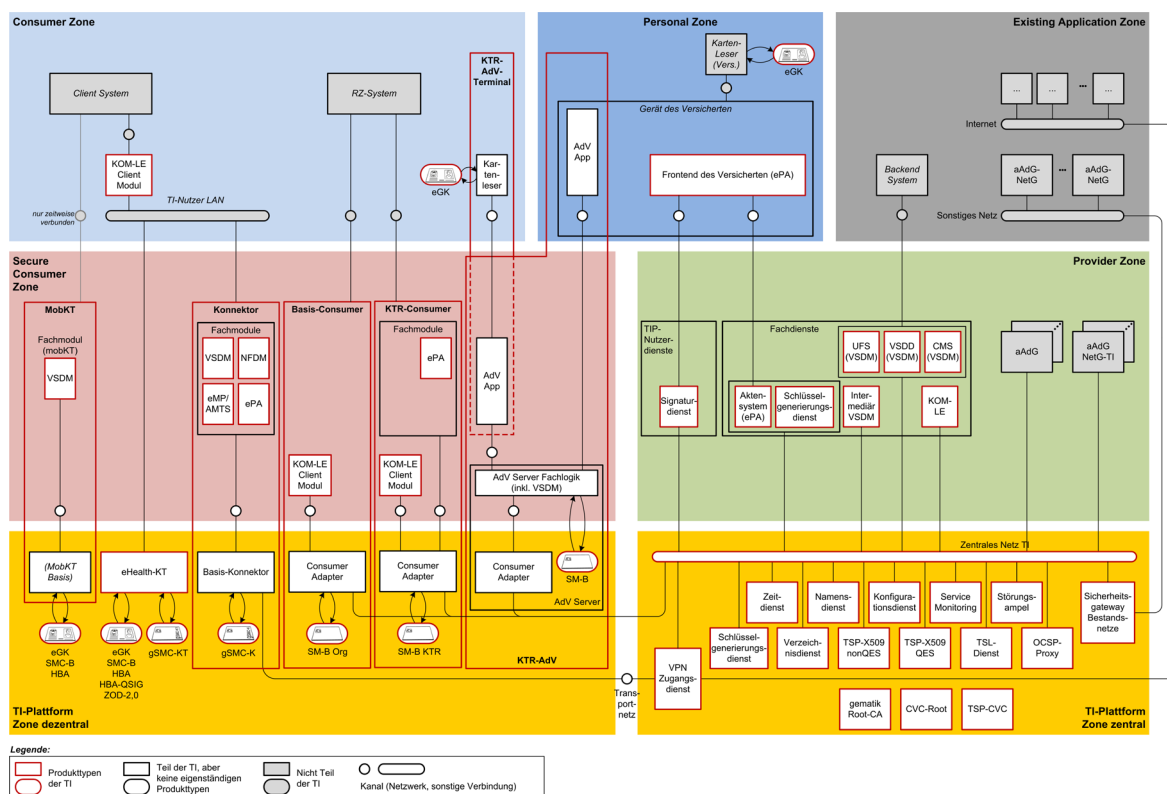 Consumer Zone
Personal Zone
Existing Application Zone
Client System
RZ-System
KTR-
AdV-
Terminal
Karten-
Leser
(Vers.)
eGK
Gerät des Versicherten
...
...
...
...
Internet
KOM-LE
Client
Modul
eGK
Kar-
ten-
leser
AdV
App
Frontend des Versicherten (ePA)
Backend
System
aAdG-
NetG
...
aAdG-
NetG
TI-Nutzer LAN
nur zeitweise
verbunden
Sonstiges Netz
Secure
Consumer
Zone
Provider Zone
MobKT
Konnektor
Basis-Consumer
KTR-Consumer
Fachmodul
(mobKT)
VSDM
Fachmodule
VSDM
NFDM
eMP/
AMTS
ePA
Fachmodule
ePA
AdV
App
TIP-
Nutzer-
dienste
Signatur-
dienst
Fachdienste
UFS
(VSDM)
VSDD
(VSDM)
CMS
(VSDM)
Akten-
system
(ePA)
Schlüssel-
generierungs-
dienst
Inter-
mediär
VSDM
KOM-
LE
aAdG
aAdG
NetG-TI
KOM-LE
Client
Modul
KOM-LE
Client
Modul
AdV Server Fachlogik
(inkl. VSDM)
(MobKT
Basis)
eHealth-KT
Basis-Konnektor
Consumer
Adapter
Consumer
Adapter
Consumer
Adapter
SM-B
AdV Server
Zentrales Netz TI
Zeit-
dienst
Namens-
dienst
Konfigura-
tionsdienst
Service
Monitoring
Störungs-
ampel
Sicherheits-
gateway
Bestands-
netze
Schlüssel-
generierungs-
dienst
Verzeich-
nisdienst
TSP-X509
nonQES
TSP-X509
QES
TSL-
Dienst
OCSP-
Proxy
eGK
SMC-B
HBA
eGK
SMC-B
HBA
HBA-QSIG
ZOD-2,0
gSMC-KT
gSMC-K
SM-B Org
SM-B KTR
KTR-AdV
VPN
Zugangs-
dienst
Trans-
port-
netz
gematik
Root-CA
CVC-Root
TSP-CVC
TI-Plattform
Zone dezentral
TI-Plattform
Zone zentral
Legende:
Produkttypen
der TI
Teil der TI, aber
keine eigenständigen
Produkttypen
Nicht Teil
der TI
Kanal (Netzwerk, sonstige Verbindung)